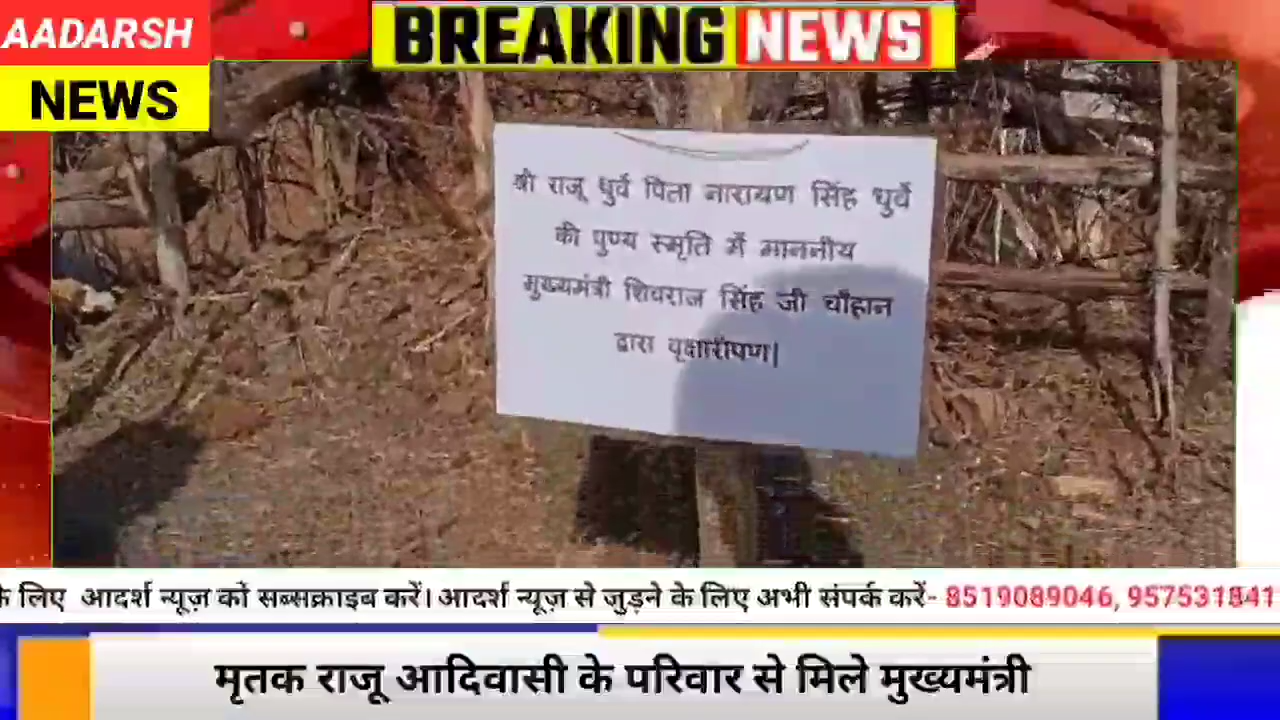 AADARSH
NEWS
BREAKING NEWS
श्री राजू धुर्वे पिता नारायण सिंह धुर्वे
की पुण्य स्मृति में माननीय
मुख्यमंत्री शिवराज सिंह जी चौहान
द्वारा वृक्षारोपण|
के लिए आदर्श न्यूज़ को सब्सक्राइब करें। आदर्श न्यूज़ से जुड़ने के लिए अभी संपर्क करें- 8519089046, 957531841
मृतक राजू आदिवासी के परिवार से मिले मुख्यमंत्री